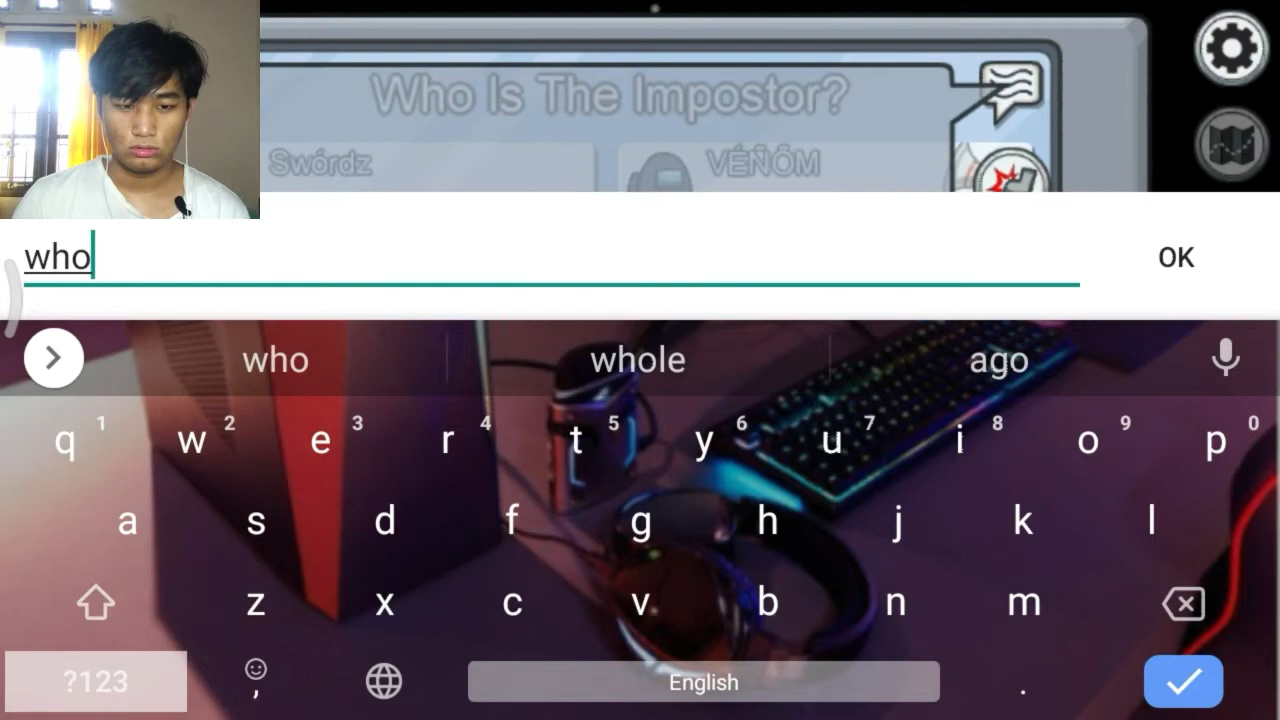 Who Is The Impostor?
Swórdz
VÉÑÕM
who
OK
who whole ago
q 1 w 2 e 3 r 4 t 5 y 6 u 7 i 8 o 9 p 0
a s d f g h j k l
z x c v b n m
?123 , English .